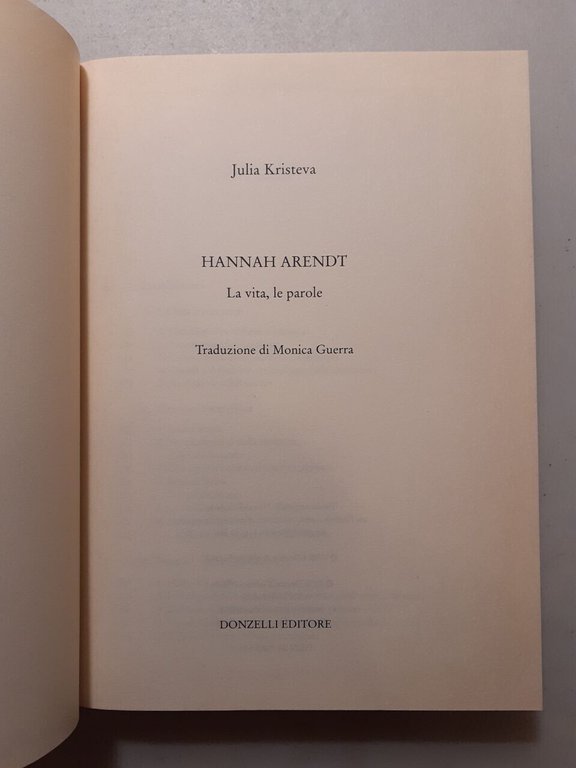 Julia Kristeva
HANNAH ARENDT
La vita, le parole
Traduzione di Monica Guerra
DONZELLI EDITORE